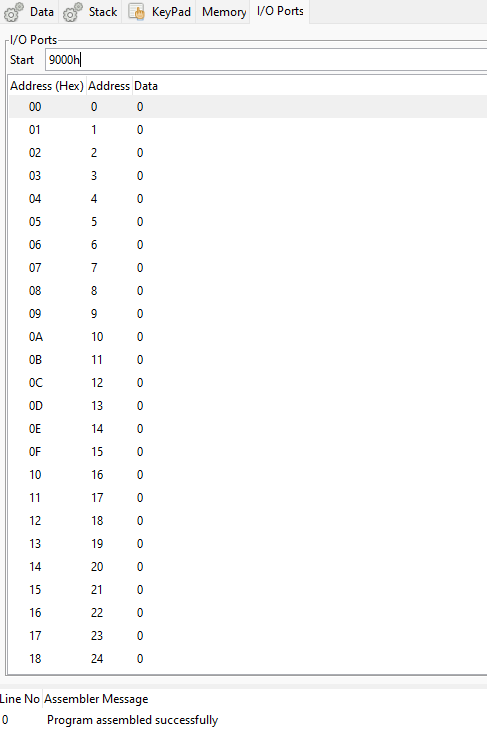 Data Stack KeyPad Memory I/O Ports
I/O Ports
Start 9000h
Address (Hex) Address Data
00 0 0
01 1 0
02 2 0
03 3 0
04 4 0
05 5 0
06 6 0
07 7 0
08 8 0
09 9 0
0A 10 0
0B 11 0
0C 12 0
0D 13 0
0E 14 0
0F 15 0
10 16 0
11 17 0
12 18 0
13 19 0
14 20 0
15 21 0
16 22 0
17 23 0
18 24 0
Line No Assembler Message
0 Program assembled successfully